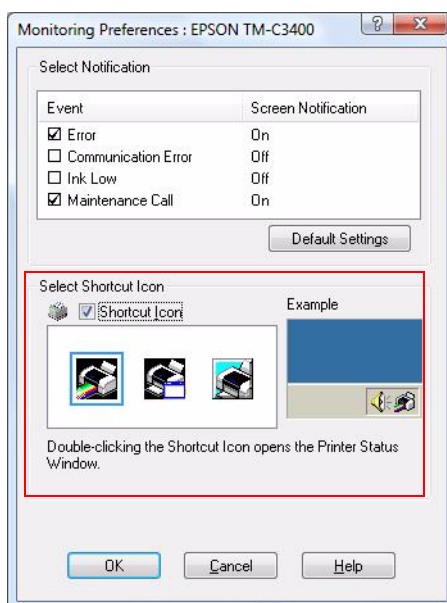 Monitoring Preferences : EPSON TM-C3400
Select Notification
Event Screen Notification
Error On
Communication Error Off
Ink Low Off
Maintenance Call On
Default Settings
Select Shortcut Icon
Shortcut Icon
Example
Double-clicking the Shortcut Icon opens the Printer Status
Window.
OK Cancel Help